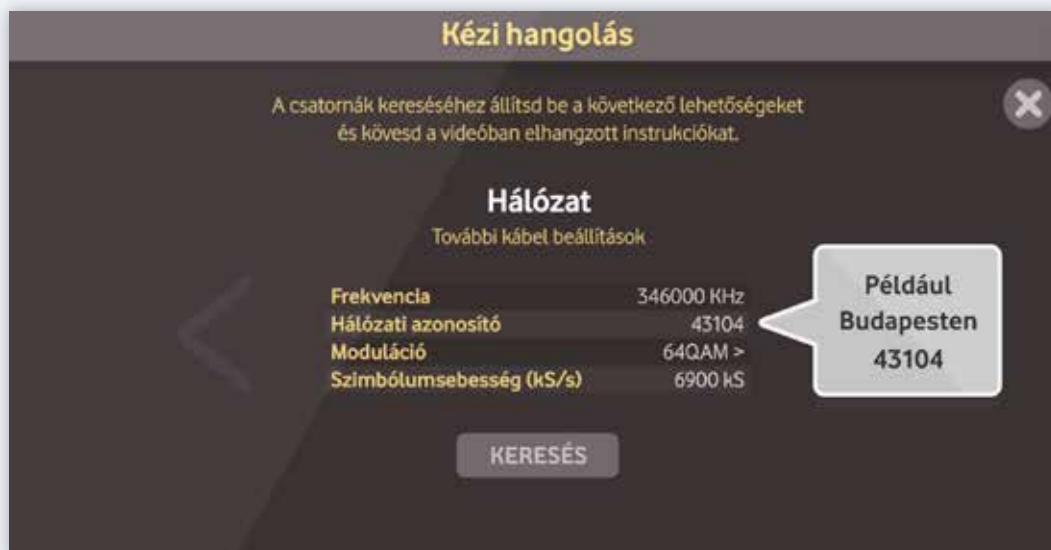 Kézi hangolás
A csatornák kereséséhez állítsd be a következő lehetőségeket
és kövesd a videóban elhangzott instrukciókat.
Hálózat
További kábel beállítások
Frekvencia 346000 KHz
Hálózati azonosító 43104
Moduláció 64QAM >
Szimbólumsebesség (kS/s) 6900 kS
Például
Budapesten
43104
KERESÉS